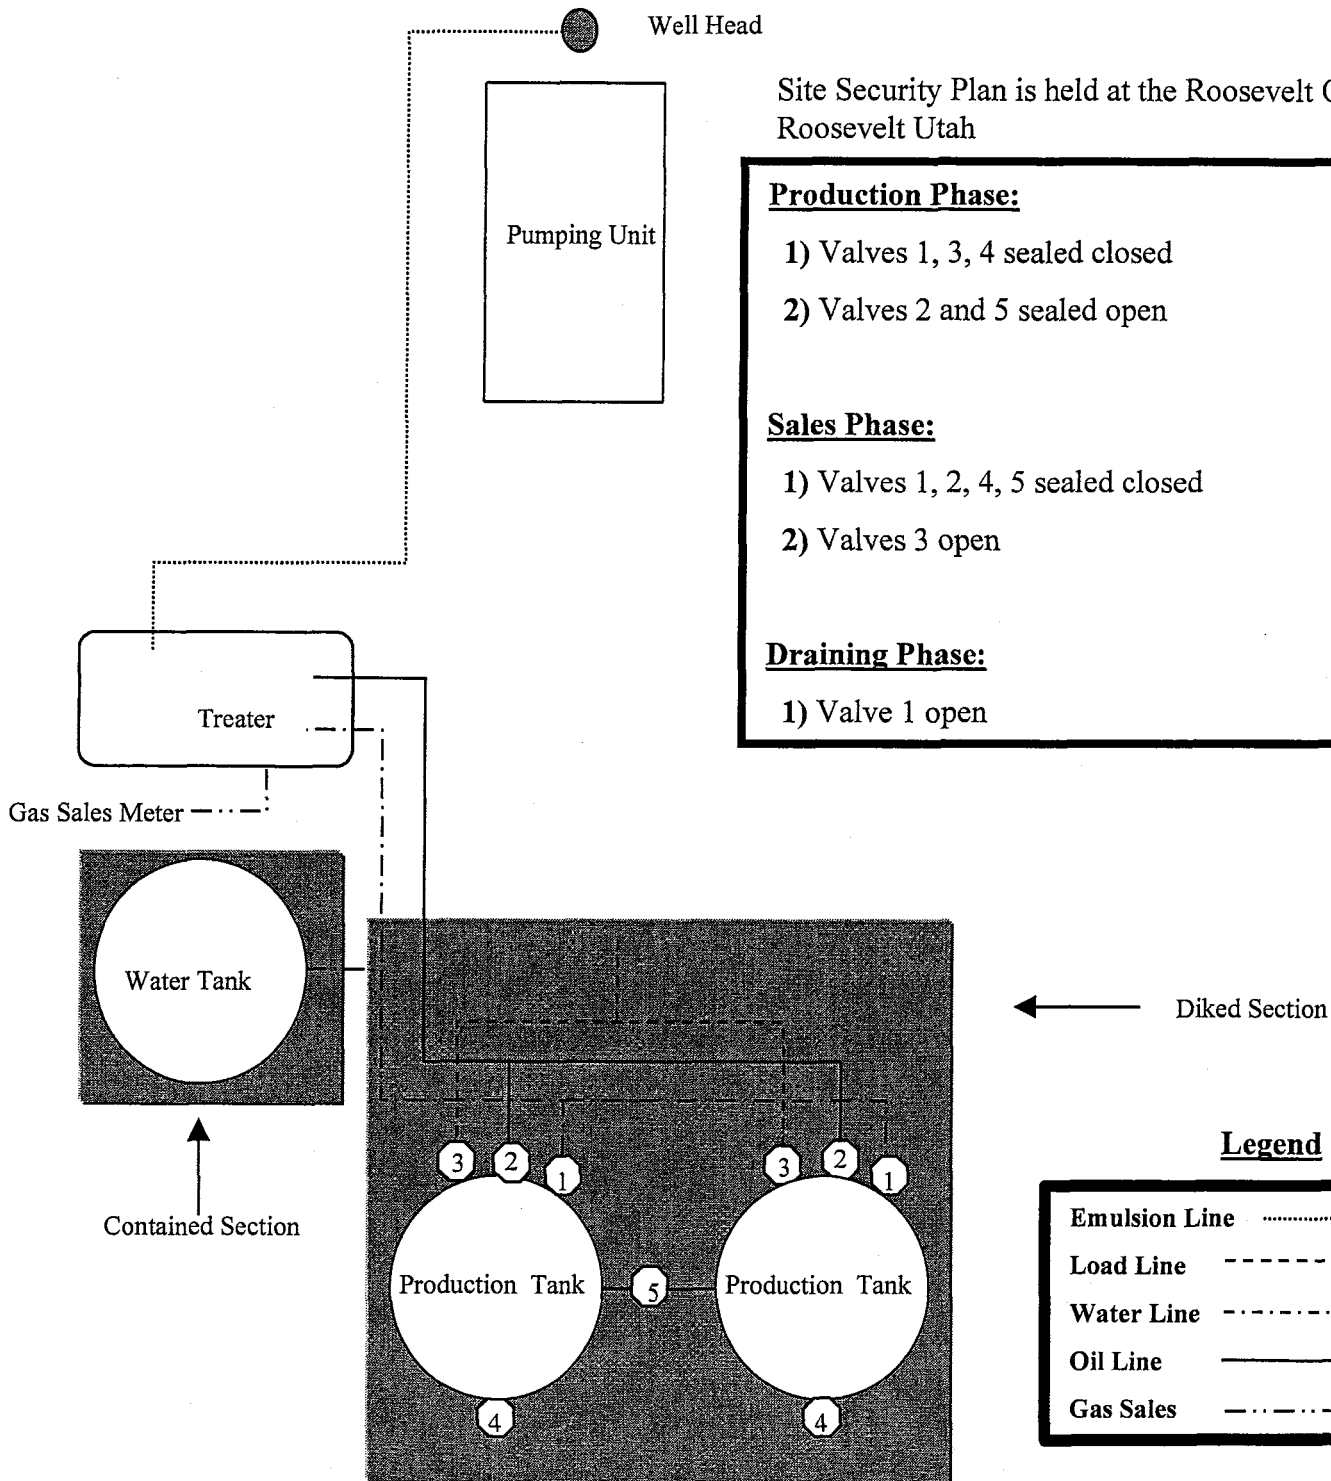 Well Head
Site Security Plan is held at the Roosevelt
Roosevelt Utah
Pumping Unit
Production Phase:
1) Valves 1, 3, 4 sealed closed
2) Valves 2 and 5 sealed open
Sales Phase:
1) Valves 1, 2, 4, 5 sealed closed
2) Valves 3 open
Draining Phase:
1) Valve 1 open
Treater
Gas Sales Meter
Water Tank
Diked Section
Contained Section
3 2 1 3 2 1
Production Tank 5 Production Tank
4 4
Legend
Emulsion Line
Load Line
Water Line
Oil Line
Gas Sales